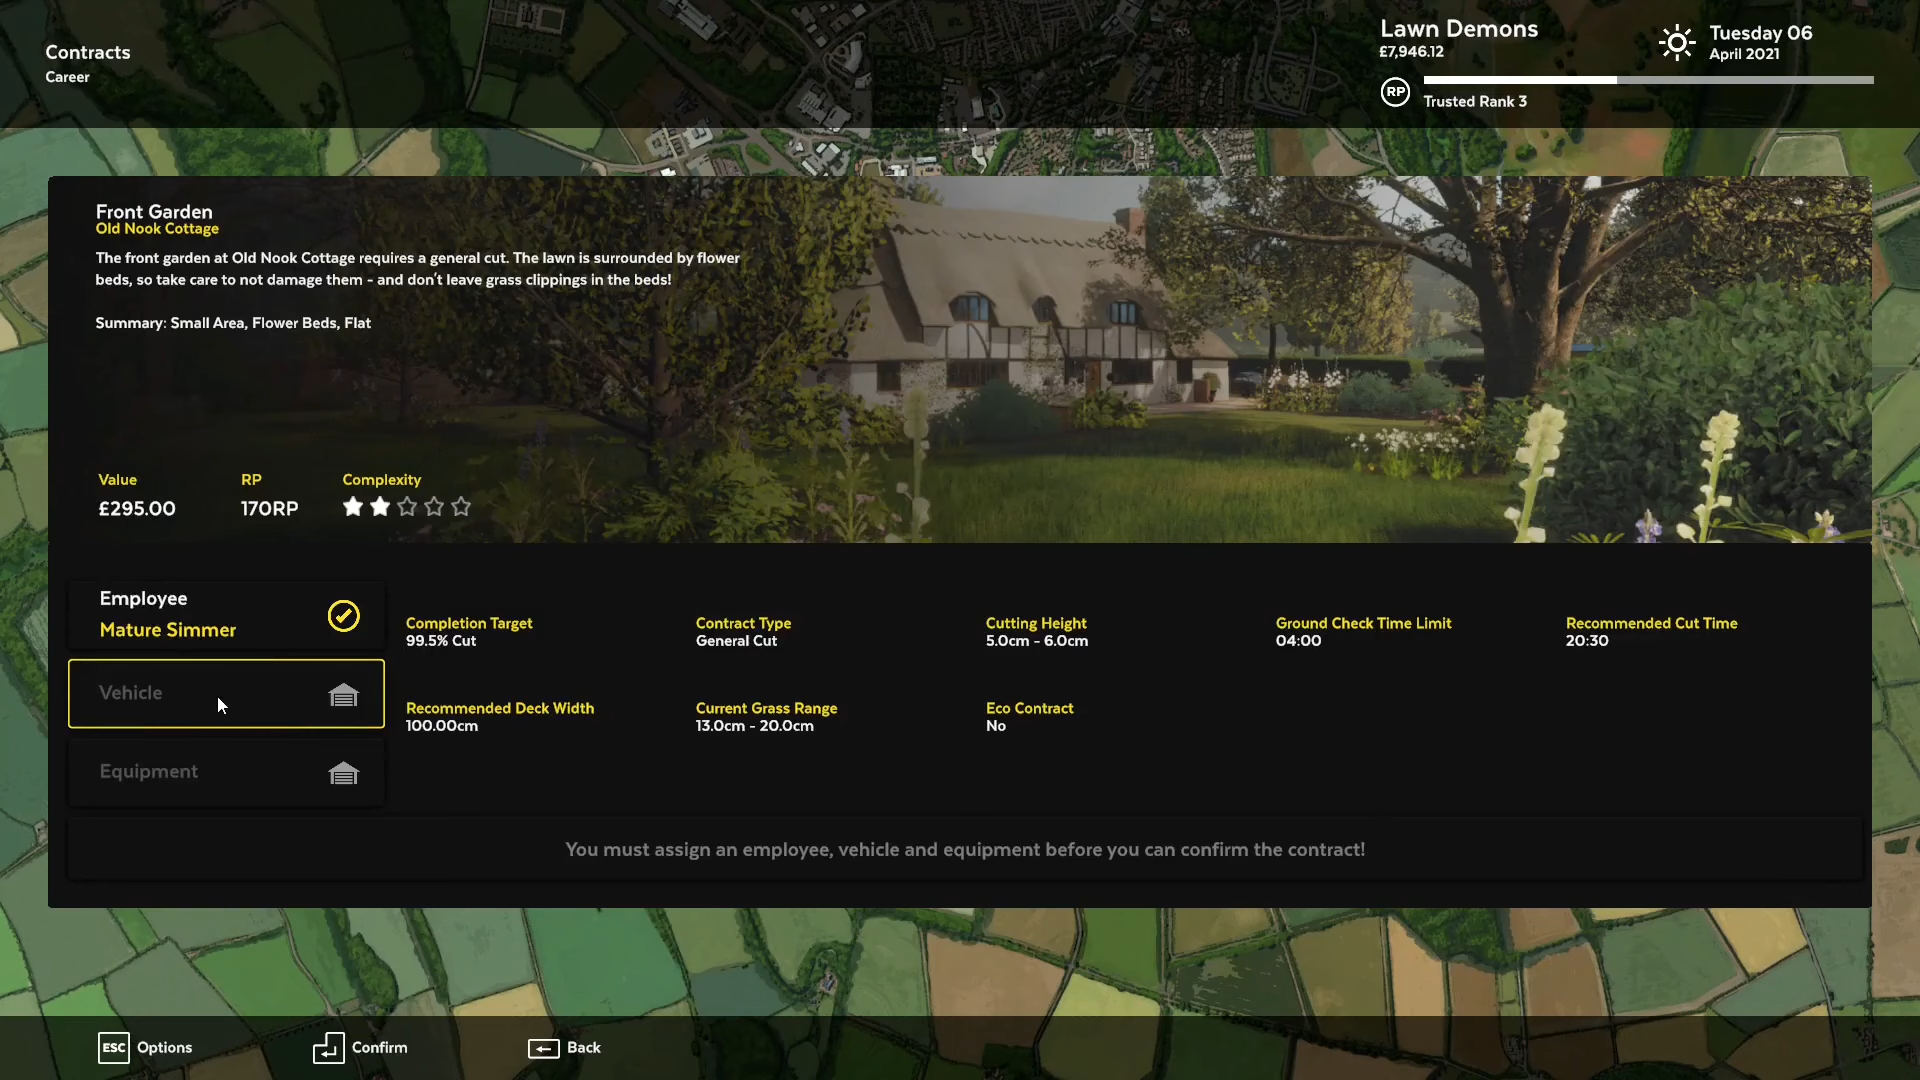 Contracts
Career
Lawn Demons
£7,946.12
RP
Trusted Rank 3
Tuesday 06
April 2021
Front Garden
Old Nook Cottage
The front garden at Old Nook Cottage requires a general cut. The lawn is surrounded by flower
beds, so take care to not damage them - and don't leave grass clippings in the beds!
Summary: Small Area, Flower Beds, Flat
Value
£295.00
RP
170RP
Complexity
Employee
Mature Simmer
Vehicle
Equipment
Completion Target
99.5% Cut
Contract Type
General Cut
Cutting Height
5.0cm - 6.0cm
Ground Check Time Limit
04:00
Recommended Cut Time
20:30
Recommended Deck Width
100.00cm
Current Grass Range
13.0cm - 20.0cm
Eco Contract
No
You must assign an employee, vehicle and equipment before you can confirm the contract!
ESC Options
Confirm
Back